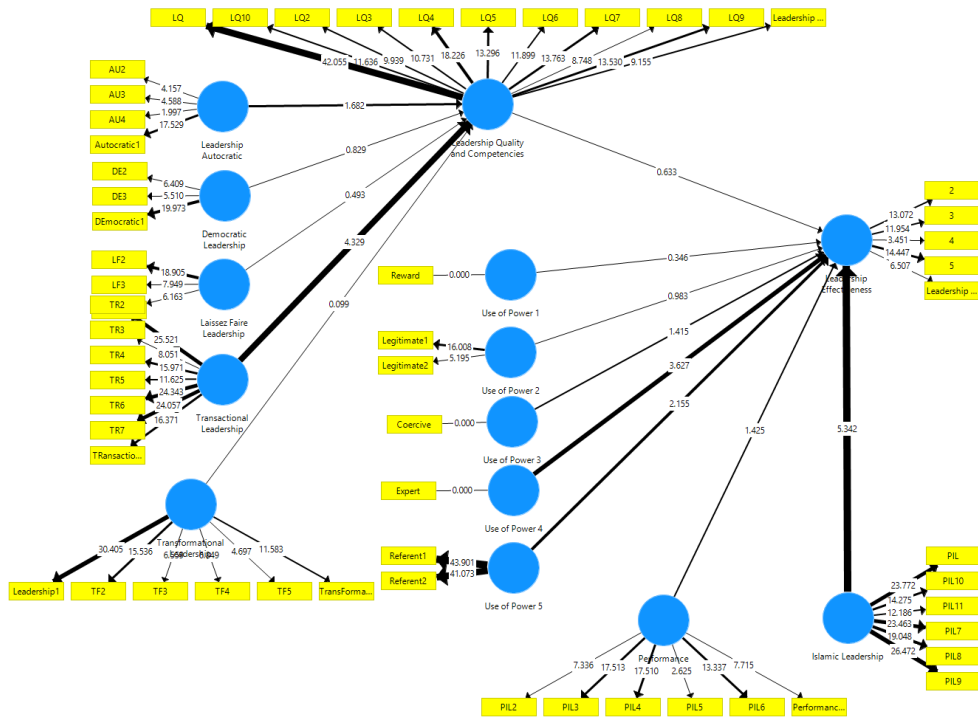 LQ
LQ10
LQ2
LQ3
LQ4
LQ5
LQ6
LQ7
LQ8
LQ9
Leadership ...
42.055
11.636
9.939
10.731
18.226
13.296
11.899
13.763
8.748
13.530
9.155
AU2
AU3
AU4
Autocratic1
4.157
4.588
1.997
17.529
Leadership
Autocratic
1.682
Leadership Quality
and Competencies
DE2
DE3
DEmocratic1
6.409
5.510
19.973
Democratic
Leadership
0.829
0.633
LF2
LF3
18.905
7.949
6.163
Laissez Faire
Leadership
0.493
TR2
TR3
TR4
TR5
TR6
TR7
TRansactio...
25.521
8.051
15.971
11.625
24.343
24.057
16.371
Transactional
Leadership
4.329
0.099
Transformational
Leadership
30.405
15.536
4.697
11.583
Leadership1
TF2
TF3
TF4
TF5
TransForma...
Reward
0.000
Use of Power 1
0.346
Legitimate1
Legitimate2
16.008
5.195
Use of Power 2
0.983
Coercive
0.000
Use of Power 3
1.415
Expert
0.000
Use of Power 4
3.627
Referent1
Referent2
43.901
41.073
Use of Power 5
2.155
Leadership
Effectiveness
2
3
4
5
Leadership ...
13.072
11.954
3.451
14.447
6.507
1.425
5.342
Performance
7.336
17.513
17.510
2.625
13.337
7.715
PIL2
PIL3
PIL4
PIL5
PIL6
Performanc...
Islamic Leadership
23.772
14.275
12.186
23.463
19.048
26.472
PIL
PIL10
PIL11
PIL7
PIL8
PIL9